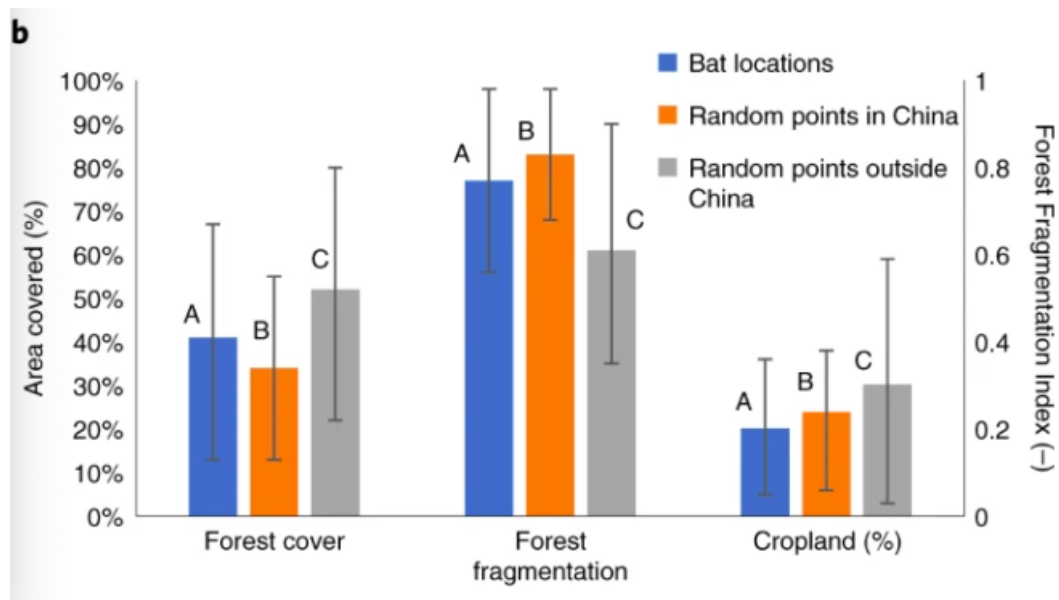 b
Bat locations
Random points in China
Random points outside
China
Area covered (%)
100%
90%
80%
70%
60%
50%
40%
30%
20%
10%
0%
A
B
C
A
B
C
A
B
C
1
0.8
0.6
0.4
0.2
0
Forest Fragmentation Index (–)
Forest cover
Forest
fragmentation
Cropland (%)